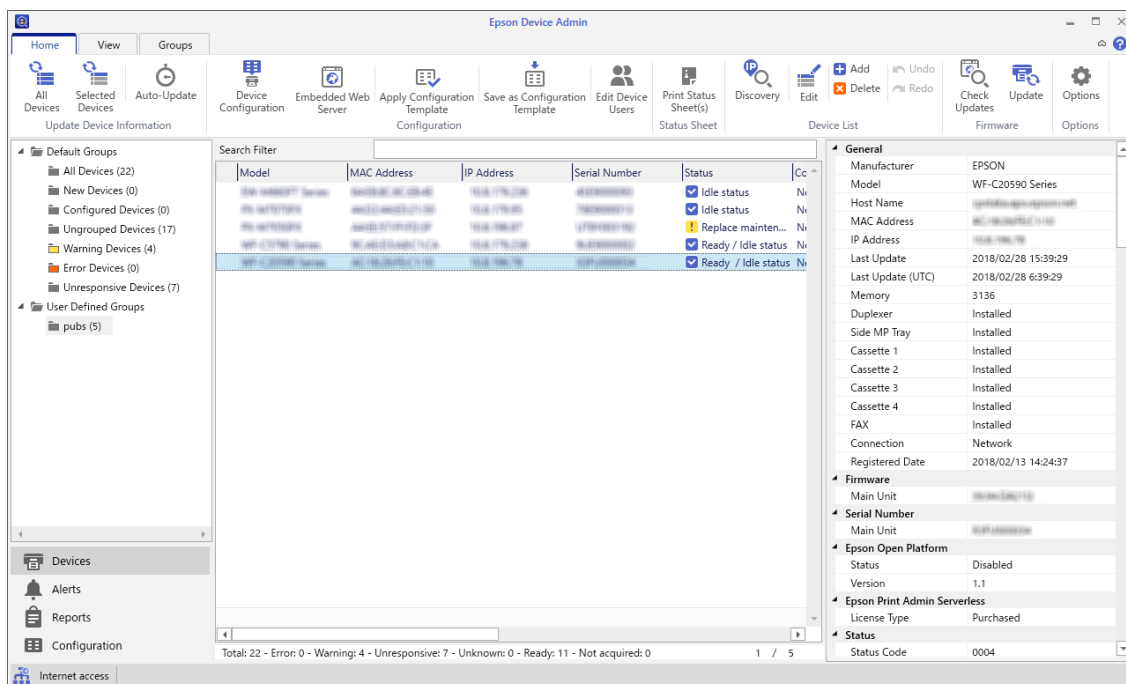 Epson Device Admin
Home View Groups
All Devices
Selected Devices
Auto-Update
Update Device Information
Device Configuration
Embedded Web Server
Apply Configuration Template
Save as Configuration Template
Edit Device Users
Configuration
Print Status Sheet(s)
Status Sheet
Discovery
Edit
Add
Delete
Undo
Redo
Device List
Check Updates
Update
Firmware
Options
Options
Default Groups
All Devices (22)
New Devices (0)
Configured Devices (0)
Ungrouped Devices (17)
Warning Devices (4)
Error Devices (0)
Unresponsive Devices (7)
User Defined Groups
pubs (5)
Devices
Alerts
Reports
Configuration
Search Filter
Model MAC Address IP Address Serial Number Status Cc
Idle status
Idle status
Replace mainten...
Ready / Idle status
Ready / Idle status
Total: 22 - Error: 0 - Warning: 4 - Unresponsive: 7 - Unknown: 0 - Ready: 11 - Not acquired: 0 1 / 5
General
Manufacturer EPSON
Model WF-C20590 Series
Host Name
MAC Address
IP Address
Last Update 2018/02/28 15:39:29
Last Update (UTC) 2018/02/28 6:39:29
Memory 3136
Duplexer Installed
Side MP Tray Installed
Cassette 1 Installed
Cassette 2 Installed
Cassette 3 Installed
Cassette 4 Installed
FAX Installed
Connection Network
Registered Date 2018/02/13 14:24:37
Firmware
Main Unit
Serial Number
Main Unit
Epson Open Platform
Status Disabled
Version 1.1
Epson Print Admin Serverless
License Type Purchased
Status
Status Code 0004
Internet access